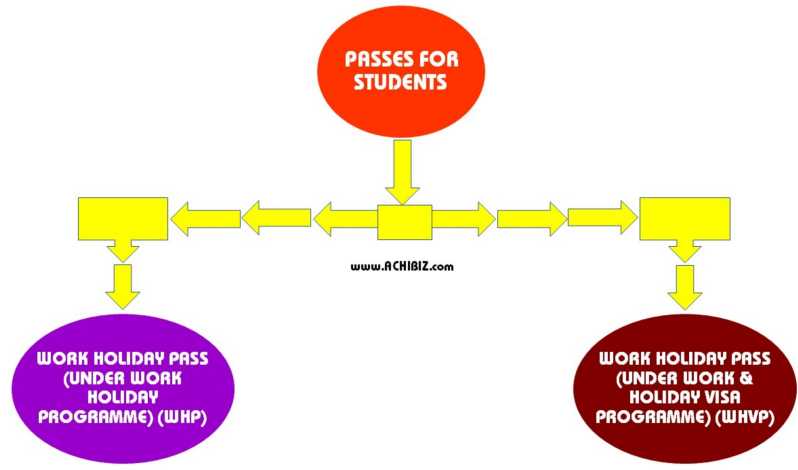 PASSES FOR
STUDENTS
www.ACHIBIZ.com
WORK HOLIDAY PASS
(UNDER WORK
HOLIDAY
PROGRAMME) (WHP)
WORK HOLIDAY PASS
(UNDER WORK &
HOLIDAY VISA
PROGRAMME) (WHVP)